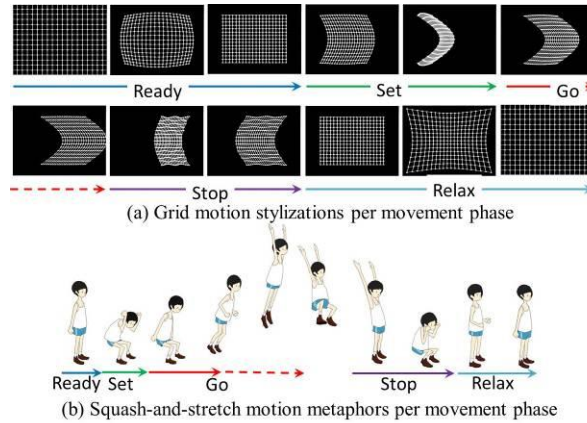 Ready Set Go
Stop Relax
(a) Grid motion stylizations per movement phase
Ready Set Go Stop Relax
(b) Squash-and-stretch motion metaphors per movement phase